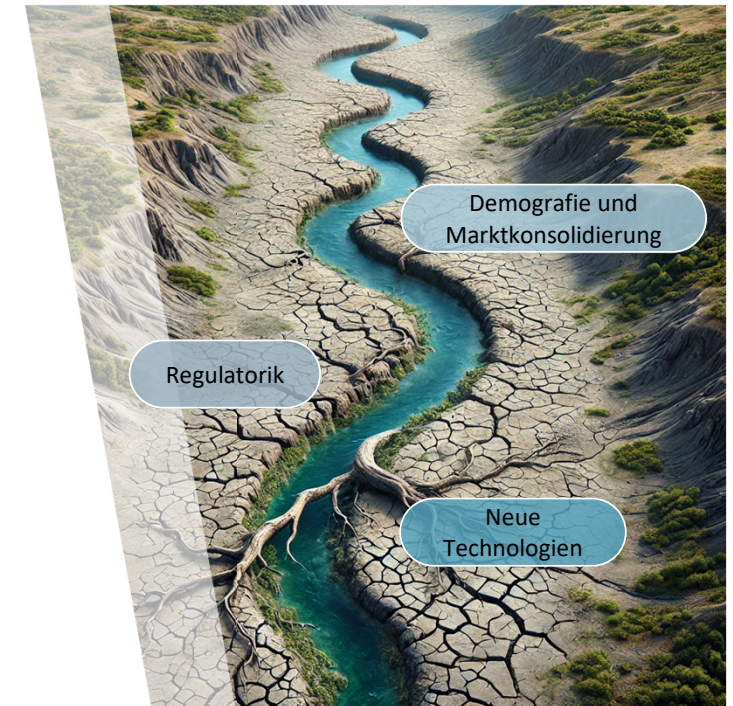 Demografie und
Marktkonsolidierung
Regulatorik
Neue
Technologien